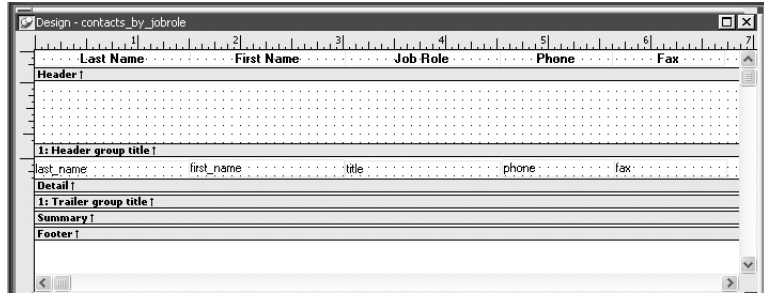 Design - contacts_by_jobrole
1 2 3 4 5 6 7
Last Name First Name Job Role Phone Fax
Header ↑
1: Header group title ↑
last_name first_name title phone fax
Detail ↑
1: Trailer group title ↑
Summary ↑
Footer ↑